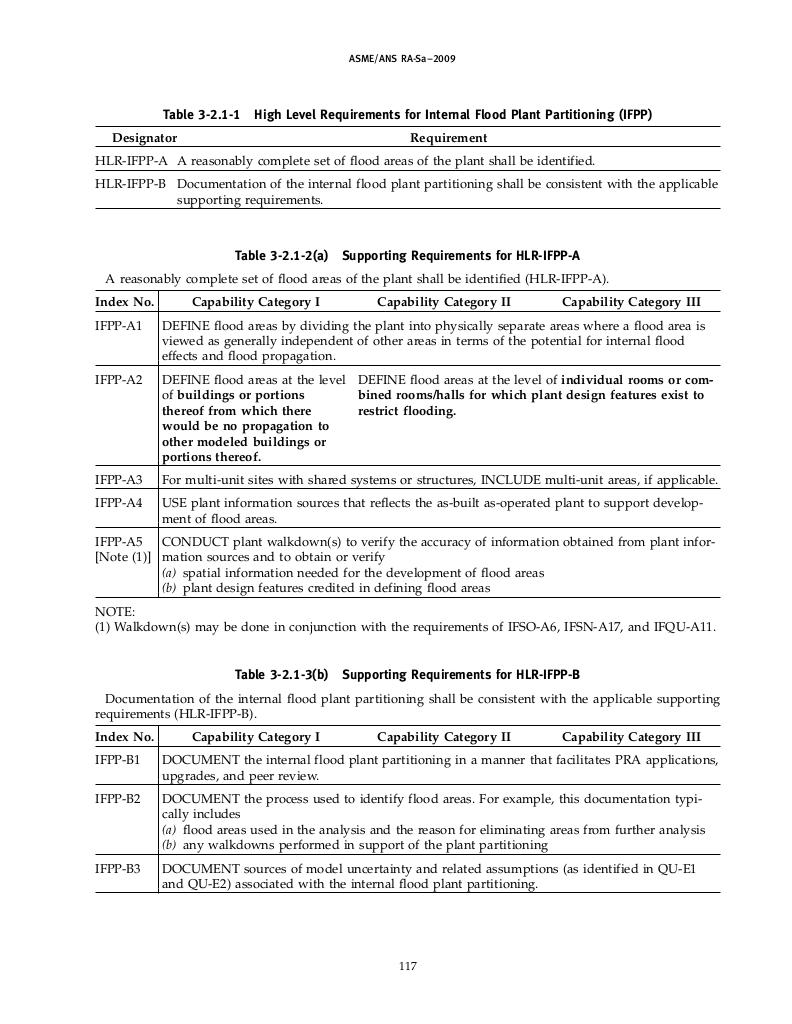 ASME/ANS RA-Sa–2009
Table 3-2.1-1 High Level Requirements for Internal Flood Plant Partitioning (IFPP)
Designator Requirement
HLR-IFPP-A A reasonably complete set of flood areas of the plant shall be identified.
HLR-IFPP-B Documentation of the internal flood plant partitioning shall be consistent with the applicable
supporting requirements.
Table 3-2.1-2(a) Supporting Requirements for HLR-IFPP-A
A reasonably complete set of flood areas of the plant shall be identified (HLR-IFPP-A).
Index No. Capability Category I Capability Category II Capability Category III
IFPP-A1 DEFINE flood areas by dividing the plant into physically separate areas where a flood area is
viewed as generally independent of other areas in terms of the potential for internal flood
effects and flood propagation.
IFPP-A2 DEFINE flood areas at the level
of buildings or portions
thereof from which there
would be no propagation to
other modeled buildings or
portions thereof.
DEFINE flood areas at the level of individual rooms or com-
bined rooms/halls for which plant design features exist to
restrict flooding.
IFPP-A3 For multi-unit sites with shared systems or structures, INCLUDE multi-unit areas, if applicable.
IFPP-A4 USE plant information sources that reflects the as-built as-operated plant to support develop-
ment of flood areas.
IFPP-A5 CONDUCT plant walkdown(s) to verify the accuracy of information obtained from plant infor-
[Note (1)] mation sources and to obtain or verify
(a) spatial information needed for the development of flood areas
(b) plant design features credited in defining flood areas
NOTE:
(1) Walkdown(s) may be done in conjunction with the requirements of IFSO-A6, IFSN-A17, and IFQU-A11.
Table 3-2.1-3(b) Supporting Requirements for HLR-IFPP-B
Documentation of the internal flood plant partitioning shall be consistent with the applicable supporting
requirements (HLR-IFPP-B).
Index No. Capability Category I Capability Category II Capability Category III
IFPP-B1 DOCUMENT the internal flood plant partitioning in a manner that facilitates PRA applications,
upgrades, and peer review.
IFPP-B2 DOCUMENT the process used to identify flood areas. For example, this documentation typi-
cally includes
(a) flood areas used in the analysis and the reason for eliminating areas from further analysis
(b) any walkdowns performed in support of the plant partitioning
IFPP-B3 DOCUMENT sources of model uncertainty and related assumptions (as identified in QU-E1
and QU-E2) associated with the internal flood plant partitioning.
117